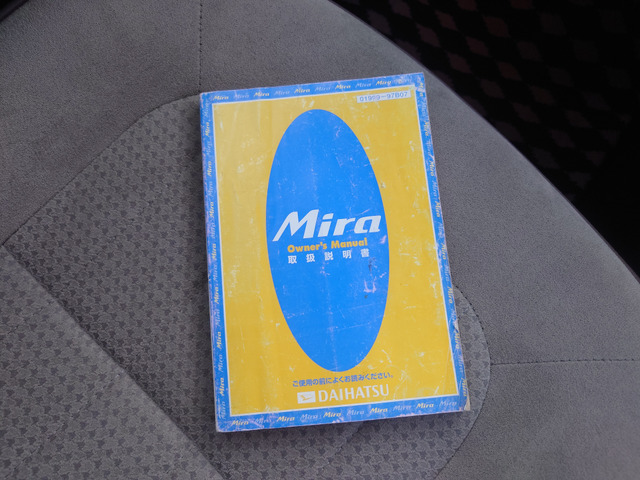 01999-97B07
Mira
Owner's Manual
取扱説明書
ご使用の前によくお読みください。
DAIHATSU